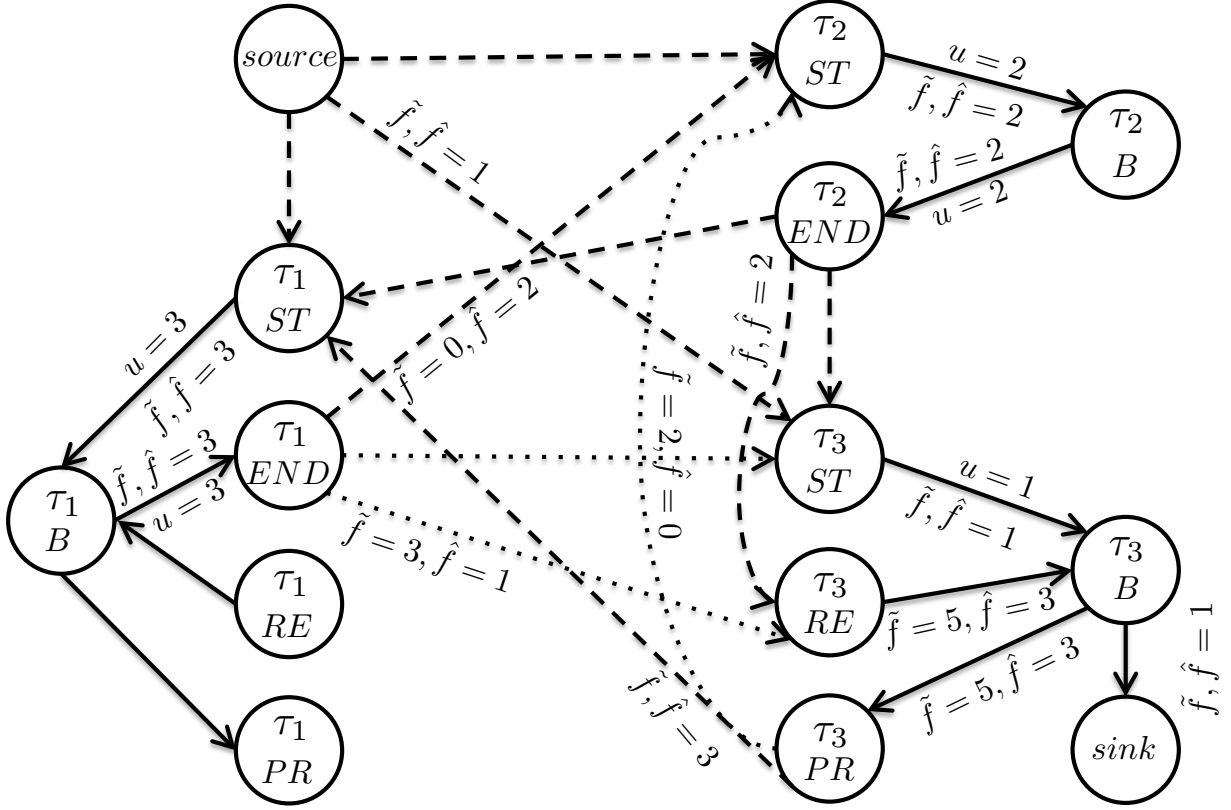 source
τ₂
ST
u = 2
f̃, f̂ = 2
τ₂
B
f̃, f̂ = 1
f̃, f̂ = 2
u = 2
τ₂
END
τ₁
ST
f̃, f̂ = 2
f̃ = 0, f̂ = 2
u = 3
f̃, f̂ = 3
f̃ = 2, f̂ = 0
τ₁
END
τ₃
ST
u = 1
f̃, f̂ = 1
f̃, f̂ = 3
u = 3
τ₁
B
f̃ = 3, f̂ = 1
τ₃
B
τ₁
RE
τ₃
RE
f̃ = 5, f̂ = 3
f̃ = 5, f̂ = 3
f̃, f̂ = 1
f̃, f̂ = 3
τ₁
PR
τ₃
PR
sink